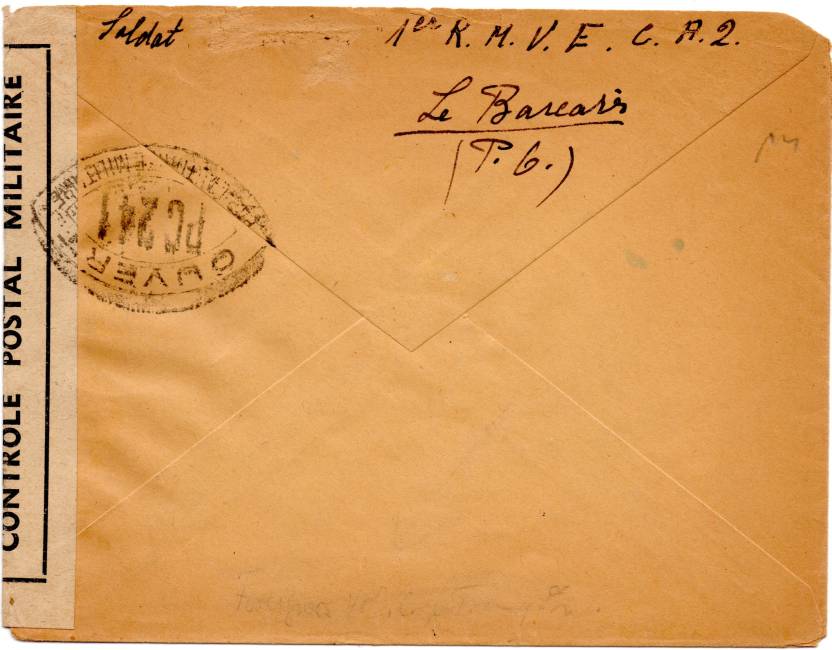 Soldat 1er R. M. V. E. C. A. 2.
Le Barcarès
(P. O.)
CONTROLE POSTAL MILITAIRE
OUVERT
PC 241